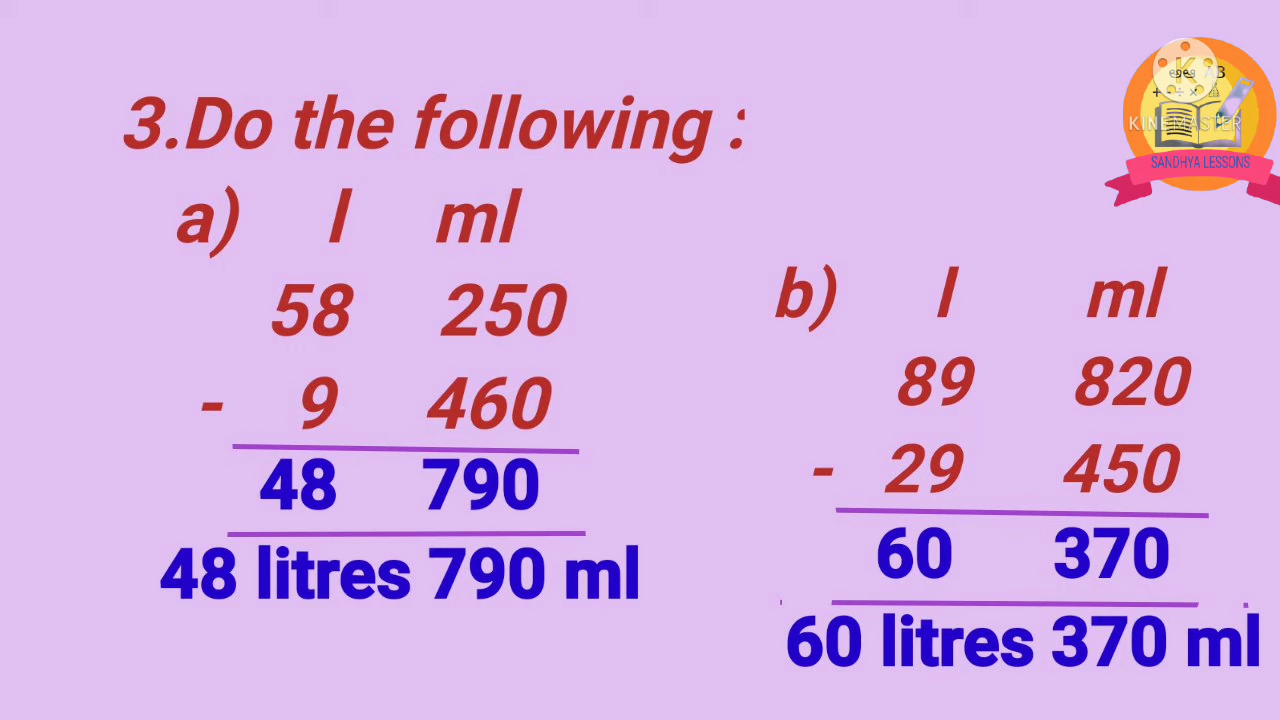 3.Do the following :
a) l ml
58 250
- 9 460
48 790
48 litres 790 ml
b) l ml
89 820
- 29 450
60 370
60 litres 370 ml
K
+ - ÷ ×
KINEMASTER
SANDHYA LESSONS